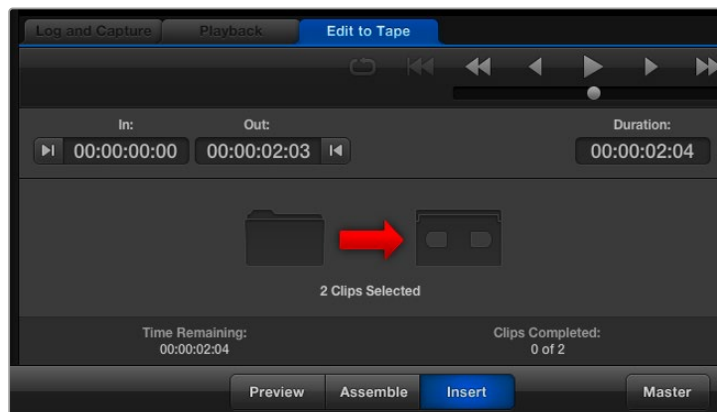 Log and Capture Playback Edit to Tape
In: Out: Duration:
00:00:00:00 00:00:02:03 00:00:02:04
2 Clips Selected
Time Remaining: Clips Completed:
00:00:02:04 0 of 2
Preview Assemble Insert Master